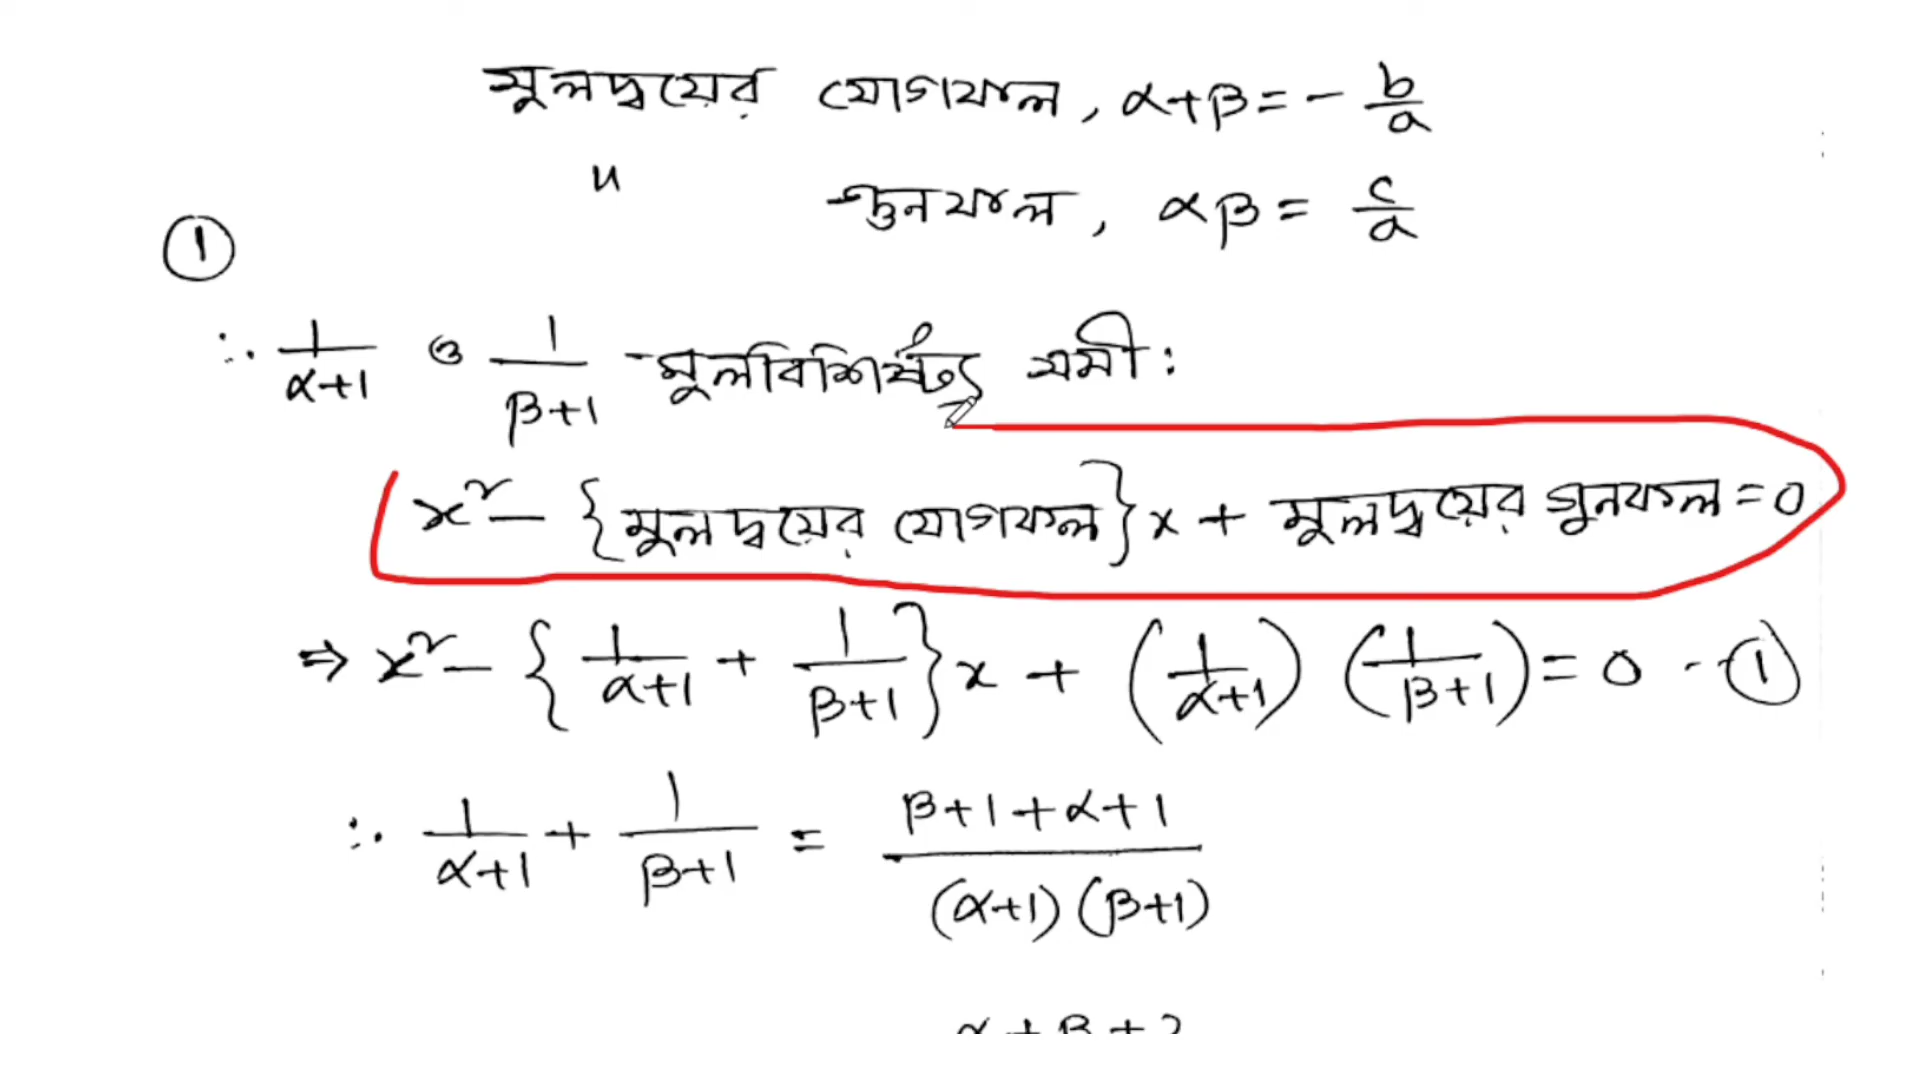 মুলদ্বয়ের যোগফল, α+β = - b/a
" গুনফল, αβ = c/a
①
∴ 1/(α+1) ও 1/(β+1) মুলবিশিষ্ট সমী:
x² - {মুলদ্বয়ের যোগফল}x + মুলদ্বয়ের গুনফল = 0
⇒ x² - {1/(α+1) + 1/(β+1)}x + (1/(α+1)) (1/(β+1)) = 0 - - ①
∴ 1/(α+1) + 1/(β+1) = (β+1+α+1)/((α+1)(β+1))
α+β+2